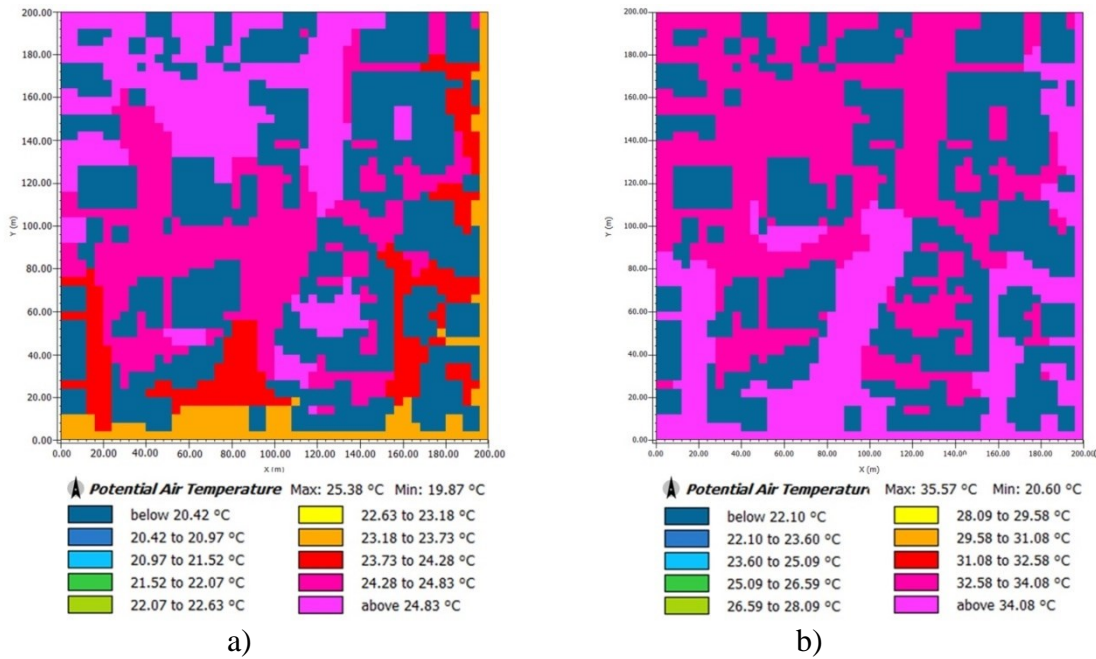 200.00
180.00
160.00
140.00
120.00
100.00
80.00
60.00
40.00
20.00
0.00
Y (m)
0.00 20.00 40.00 60.00 80.00 100.00 120.00 140.00 160.00 180.00 200.00
X (m)
Potential Air Temperature Max: 25.38 °C Min: 19.87 °C
below 20.42 °C 22.63 to 23.18 °C
20.42 to 20.97 °C 23.18 to 23.73 °C
20.97 to 21.52 °C 23.73 to 24.28 °C
21.52 to 22.07 °C 24.28 to 24.83 °C
22.07 to 22.63 °C above 24.83 °C
a)
200.00
180.00
160.00
140.00
120.00
100.00
80.00
60.00
40.00
20.00
0.00
Y (m)
0.00 20.00 40.00 60.00 80.00 100.00 120.00 140.00 160.00 180.00 200.00
X (m)
Potential Air Temperature Max: 35.57 °C Min: 20.60 °C
below 22.10 °C 28.09 to 29.58 °C
22.10 to 23.60 °C 29.58 to 31.08 °C
23.60 to 25.09 °C 31.08 to 32.58 °C
25.09 to 26.59 °C 32.58 to 34.08 °C
26.59 to 28.09 °C above 34.08 °C
b)